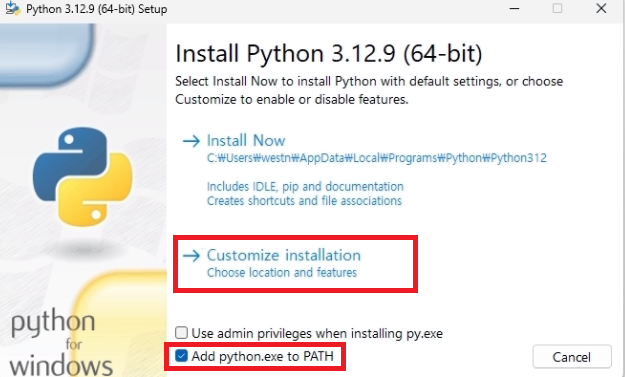 Python 3.12.9 (64-bit) Setup
Install Python 3.12.9 (64-bit)
Select Install Now to install Python with default settings, or choose
Customize to enable or disable features.
Install Now
C:₩Users₩westn₩AppData₩Local₩Programs₩Python₩Python312
Includes IDLE, pip and documentation
Creates shortcuts and file associations
Customize installation
Choose location and features
python
for
windows
Use admin privileges when installing py.exe
Add python.exe to PATH
Cancel